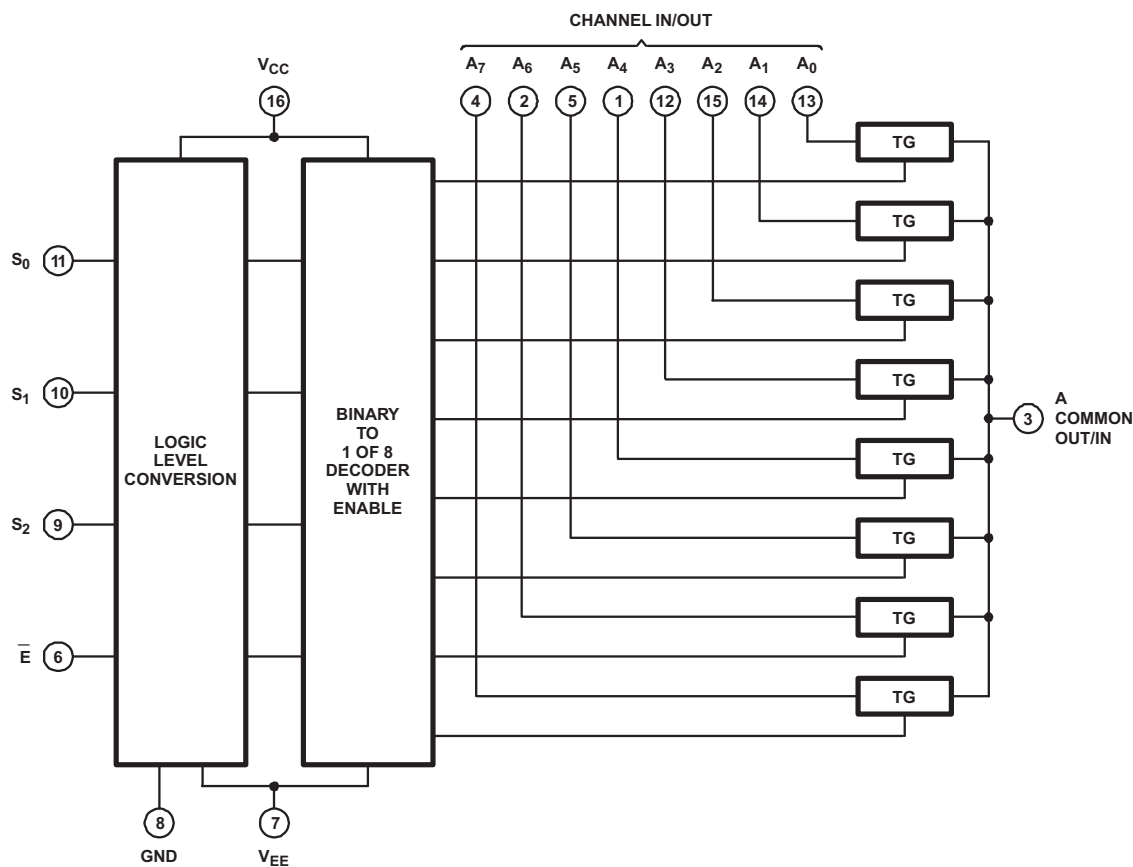 CHANNEL IN/OUT
VCC A7 A6 A5 A4 A3 A2 A1 A0
16 4 2 5 1 12 15 14 13
TG
TG
S0 11
TG
TG
S1 10
BINARY
TO
1 OF 8
DECODER
WITH
ENABLE
LOGIC
LEVEL
CONVERSION
3 A
COMMON
OUT/IN
TG
S2 9
TG
TG
E̅ 6
TG
8 7
GND VEE